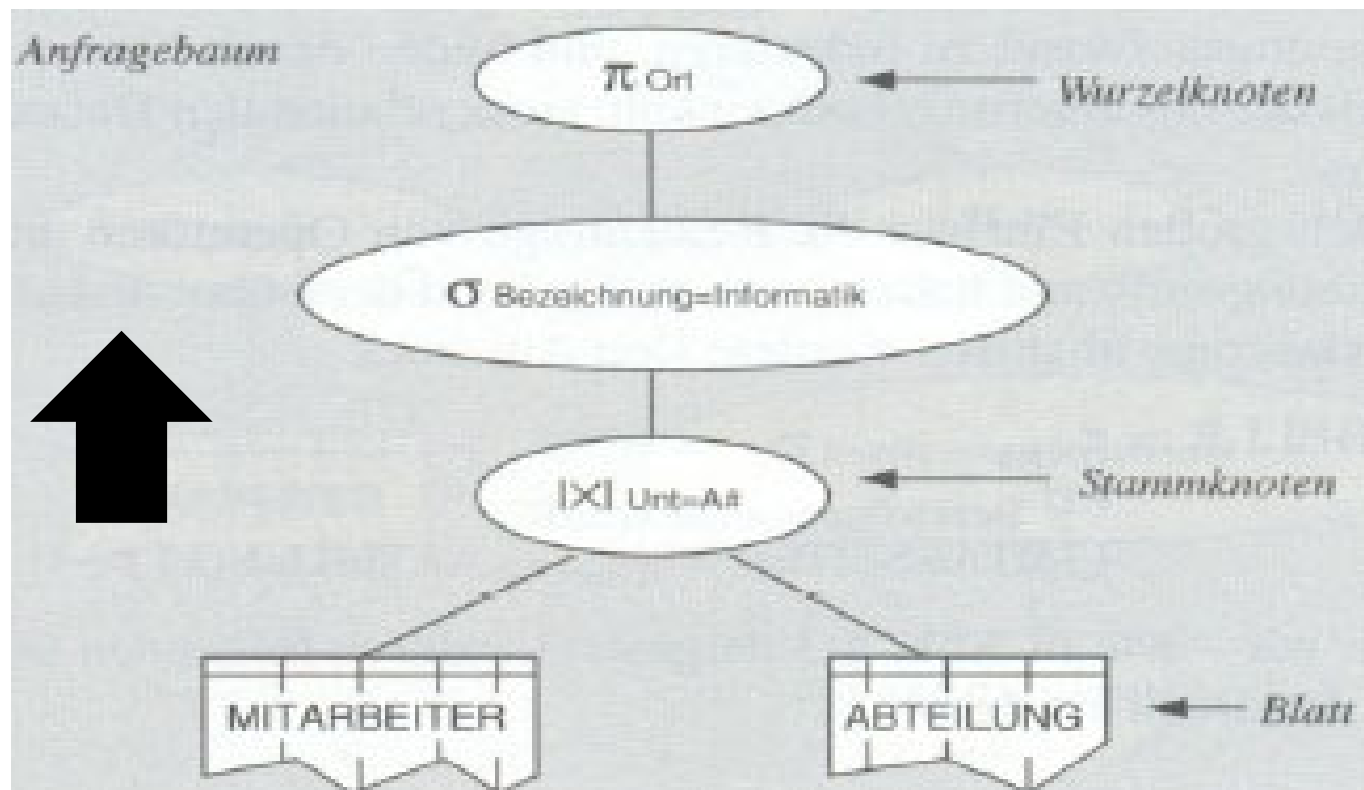 Anfragebaum
π Ort
Wurzelknoten
σ Bezeichnung=Informatik
|X| Unt=A#
Stammknoten
MITARBEITER
ABTEILUNG
Blatt